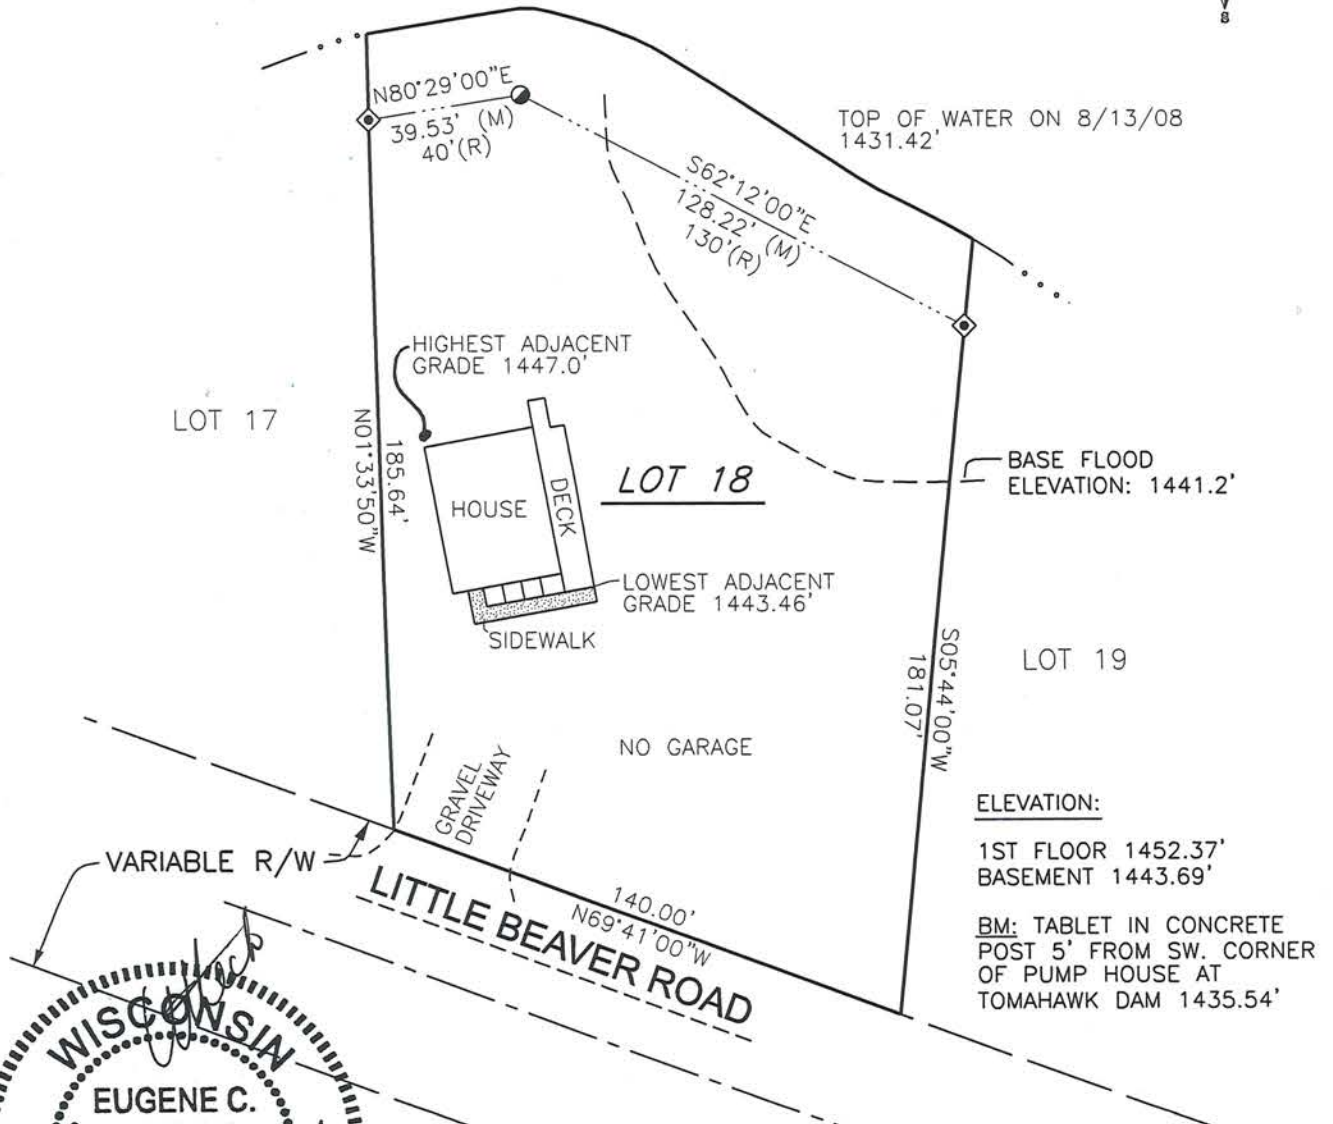 S
N80°29'00"E
39.53' (M)
40'(R)
TOP OF WATER ON 8/13/08
1431.42'
S62°12'00"E
128.22' (M)
130'(R)
HIGHEST ADJACENT
GRADE 1447.0'
LOT 17
N01°33'50"W
185.64'
HOUSE
DECK
LOT 18
BASE FLOOD
ELEVATION: 1441.2'
LOWEST ADJACENT
GRADE 1443.46'
SIDEWALK
S05°44'00"W
181.07'
LOT 19
NO GARAGE
GRAVEL
DRIVEWAY
VARIABLE R/W
140.00'
N69°41'00"W
LITTLE BEAVER ROAD
ELEVATION:
1ST FLOOR 1452.37'
BASEMENT 1443.69'
BM: TABLET IN CONCRETE
POST 5' FROM SW. CORNER
OF PUMP HOUSE AT
TOMAHAWK DAM 1435.54'
WISCONSIN
EUGENE C.